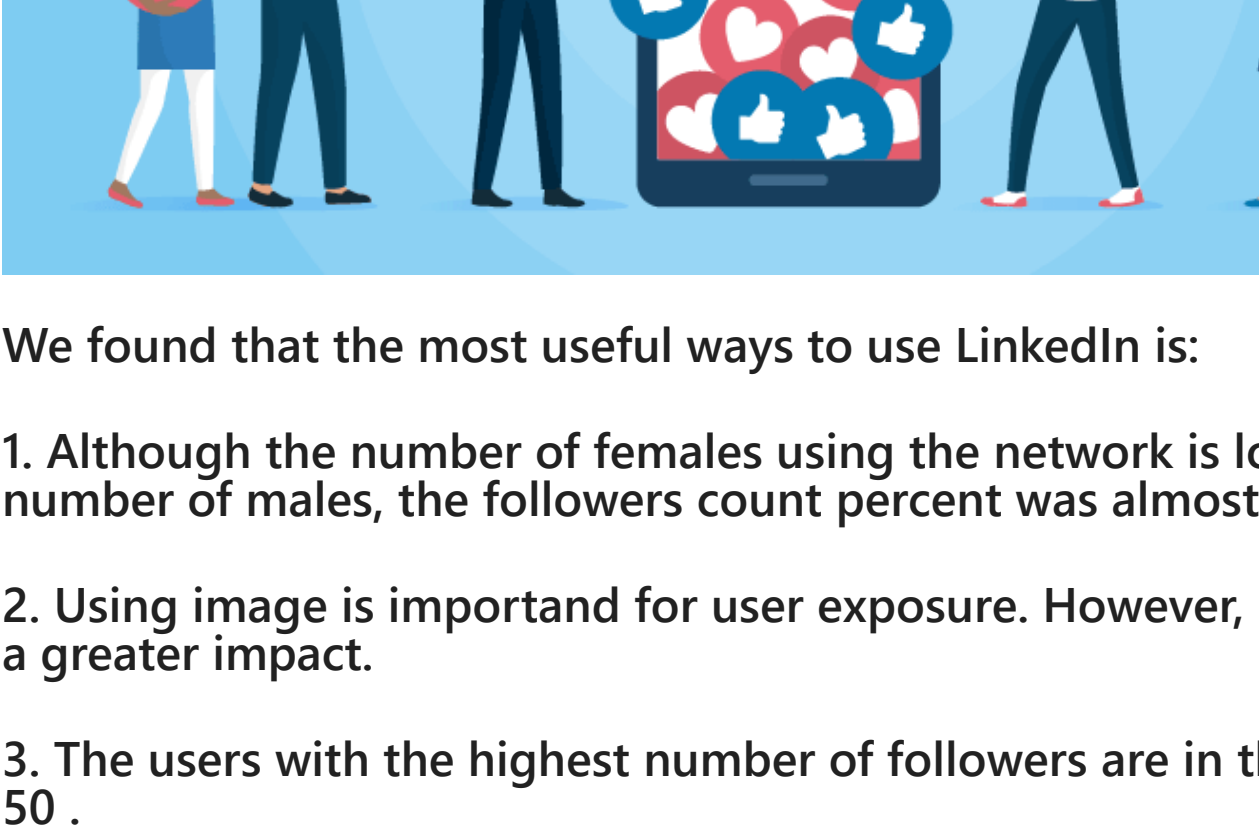 We found that the most useful ways to use LinkedIn is:
1. Although the number of females using the network is
number of males, the followers count percent was almost
2. Using image is importand for user exposure. However,
a greater impact.
3. The users with the highest number of followers are in
50 .